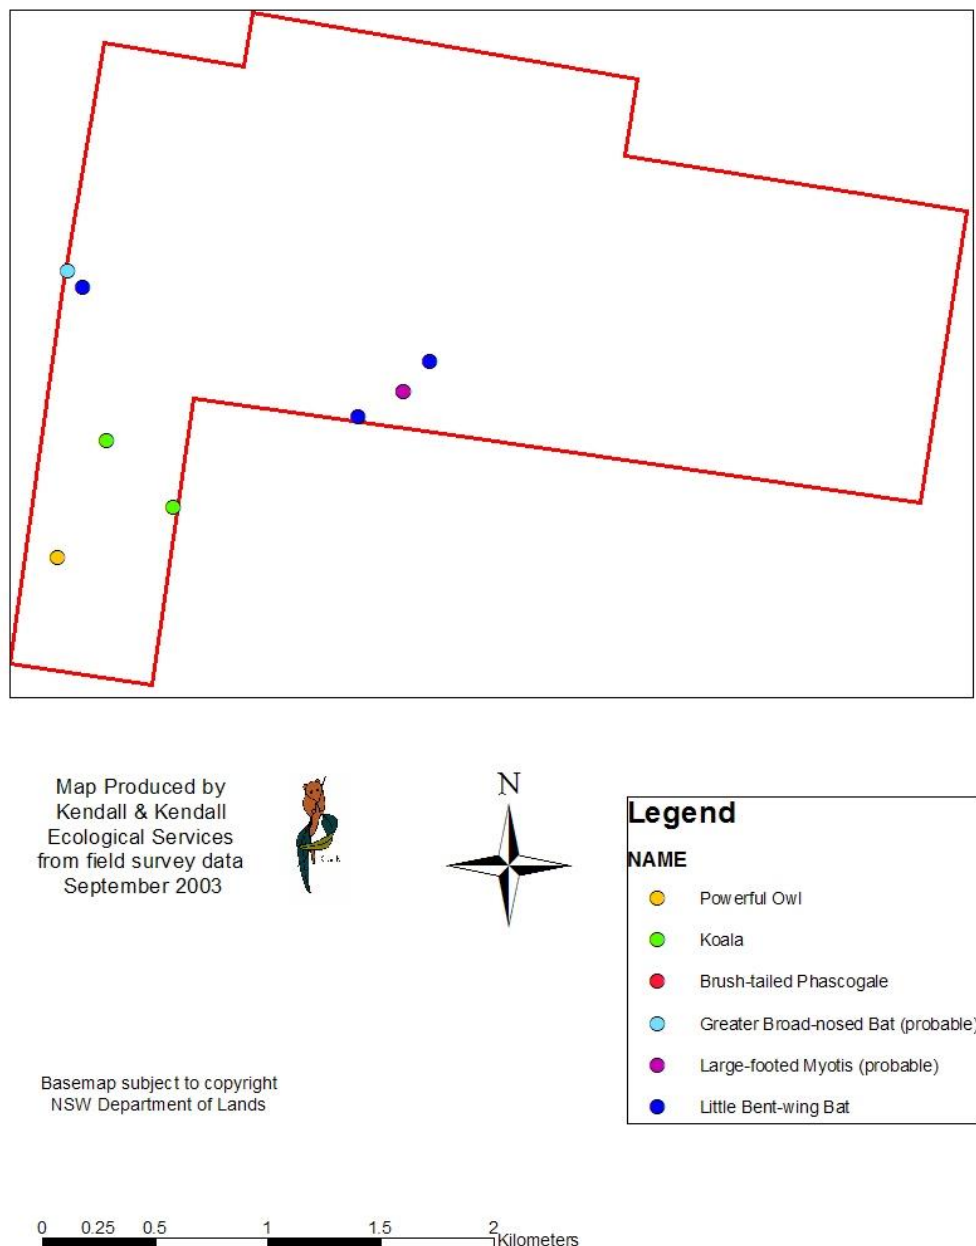 Map Produced by
Kendall & Kendall
Ecological Services
from field survey data
September 2003
N
Legend
NAME
Powerful Owl
Koala
Brush-tailed Phascogale
Greater Broad-nosed Bat (probable)
Large-footed Myotis (probable)
Little Bent-wing Bat
Basemap subject to copyright
NSW Department of Lands
0 0.25 0.5 1 1.5 2
Kilometers